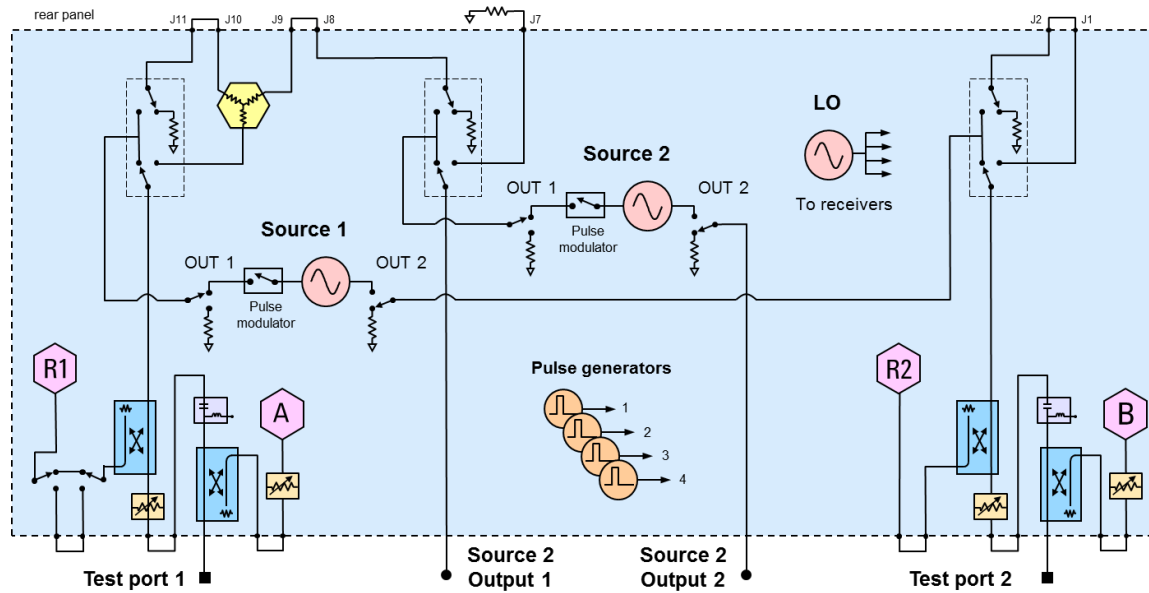 rear panel
J11
J10
J9
J8
J7
J2
J1
LO
To receivers
Source 2
OUT 1
OUT 2
Pulse
modulator
Source 1
OUT 1
OUT 2
Pulse
modulator
R1
A
Pulse generators
1
2
3
4
R2
B
Test port 1
Source 2
Output 1
Source 2
Output 2
Test port 2